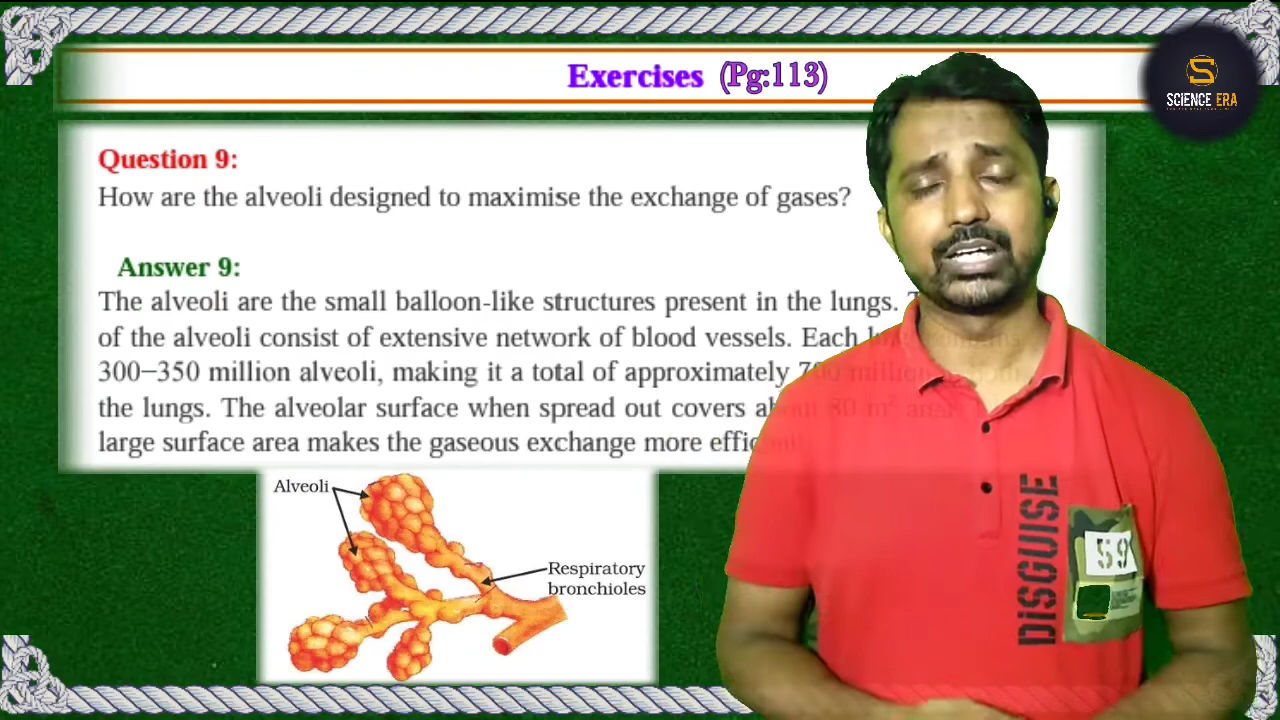 Exercises (Pg:113)
SCIENCE ERA
Question 9:
How are the alveoli designed to maximise the exchange of gases?
Answer 9:
The alveoli are the small balloon-like structures present in the lungs.
of the alveoli consist of extensive network of blood vessels. Each
300–350 million alveoli, making it a total of approximately
the lungs. The alveolar surface when spread out covers 80 m²
large surface area makes the gaseous exchange more
Alveoli
Respiratory
bronchioles
DISGUISE
59